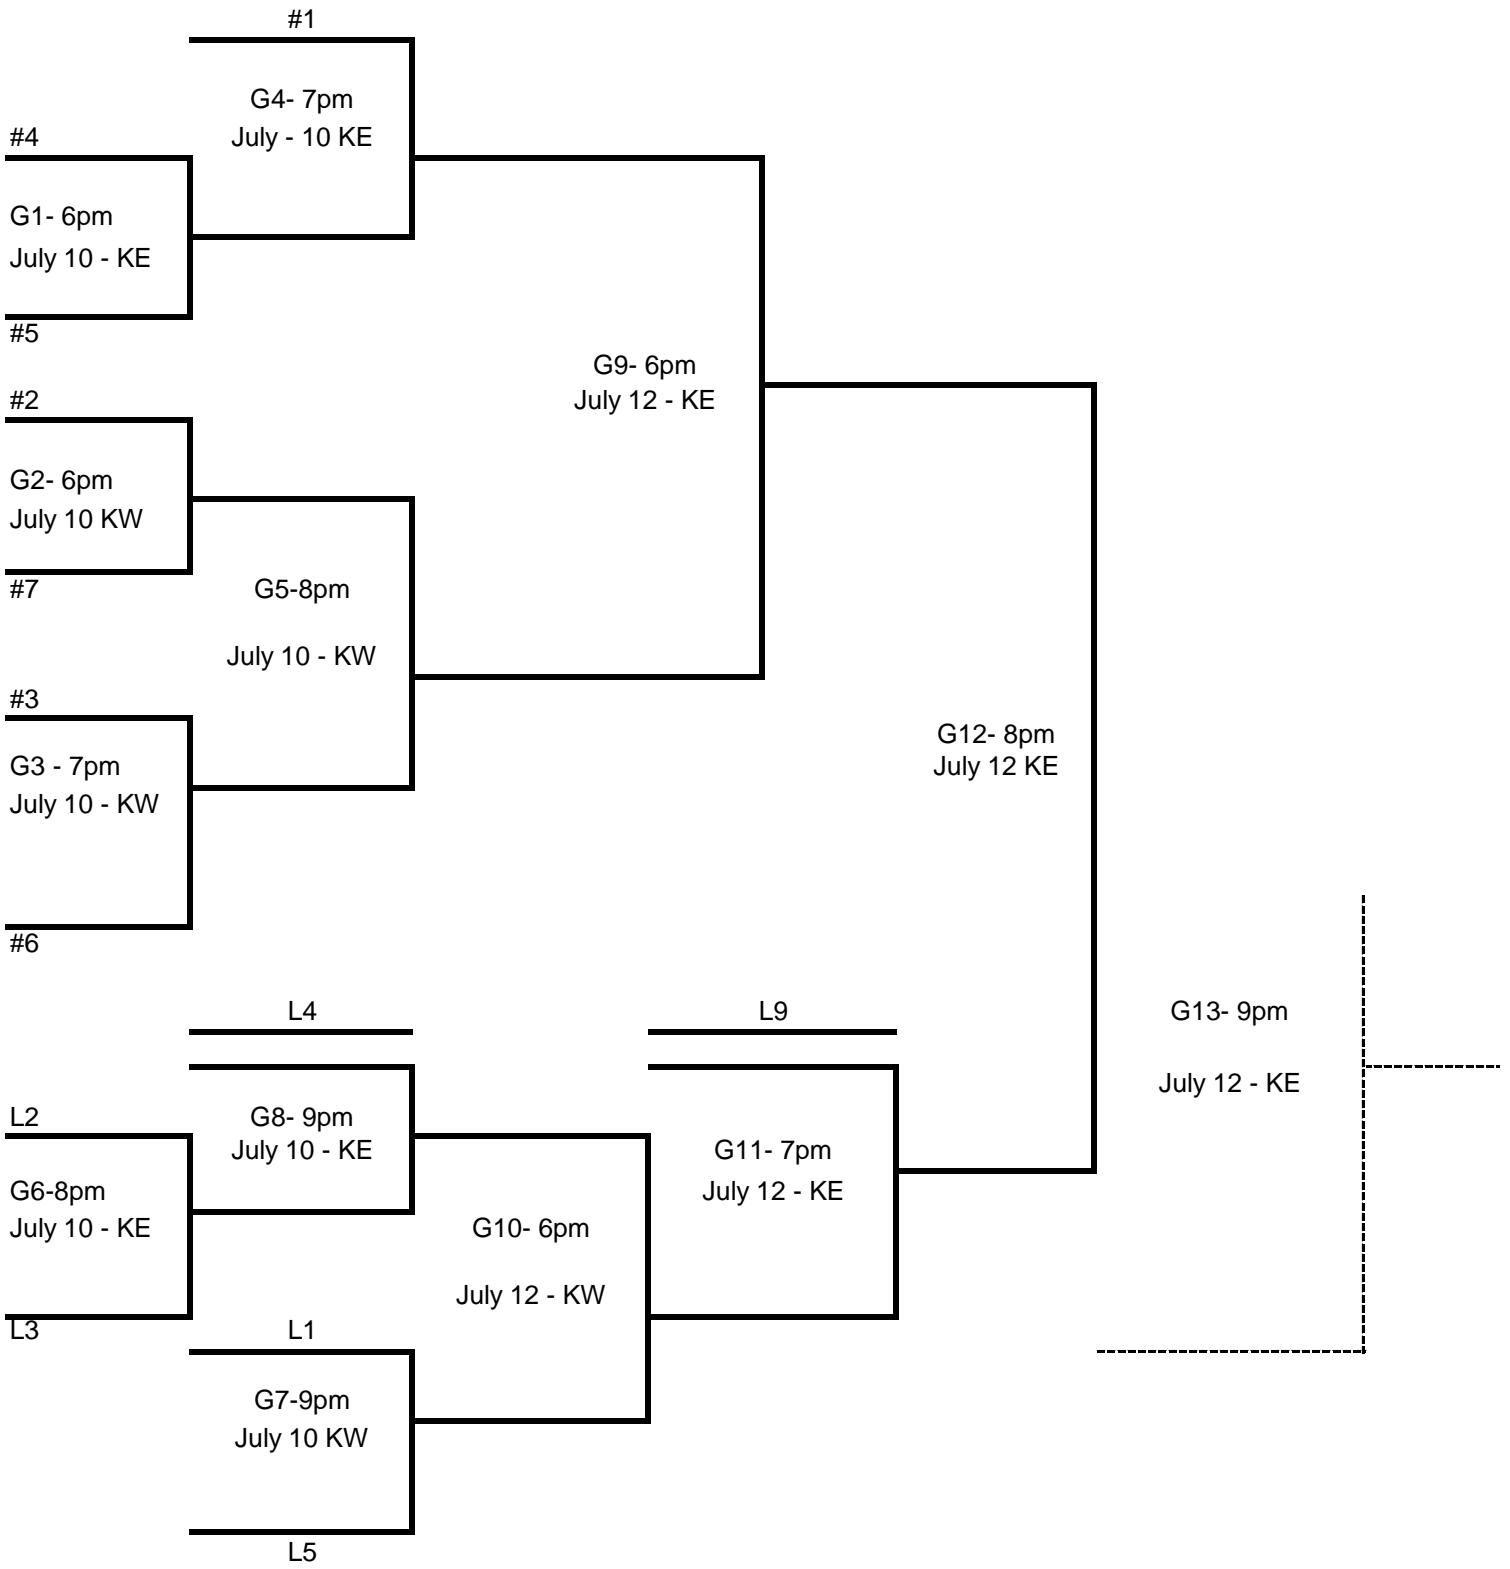 #1
G4- 7pm
July - 10 KE
#4
G1- 6pm
July 10 - KE
#5
G9- 6pm
July 12 - KE
#2
G2- 6pm
July 10 KW
#7
G5-8pm
July 10 - KW
#3
G3 - 7pm
July 10 - KW
G12- 8pm
July 12 KE
#6
L4
L9
G13- 9pm
July 12 - KE
L2
G8- 9pm
July 10 - KE
G11- 7pm
July 12 - KE
G6-8pm
July 10 - KE
G10- 6pm
July 12 - KW
L3
L1
G7-9pm
July 10 KW
L5